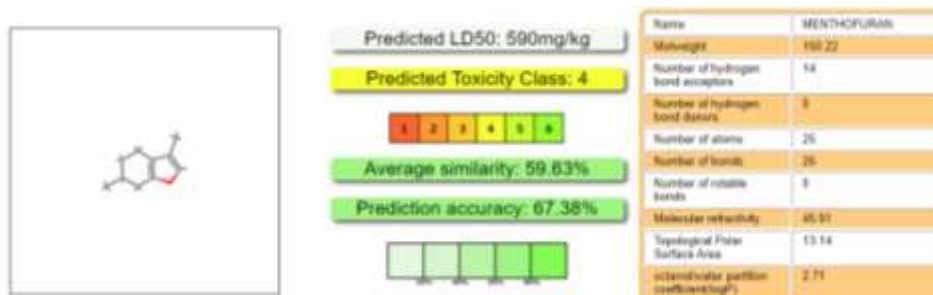 Predicted LD50: 590mg/kg
Predicted Toxicity Class: 4
1 2 3 4 5 6
Average similarity: 59.63%
Prediction accuracy: 67.38%
Name MENTHOFURAN
Molweight 150.22
Number of hydrogen
bond acceptors 14
Number of hydrogen
bond donors 0
Number of atoms 25
Number of bonds 26
Number of rotable
bonds 0
Molecular refractivity 45.93
Topological Polar
Surface Area 13.14
octanol/water partition
coefficient(logP) 2.71